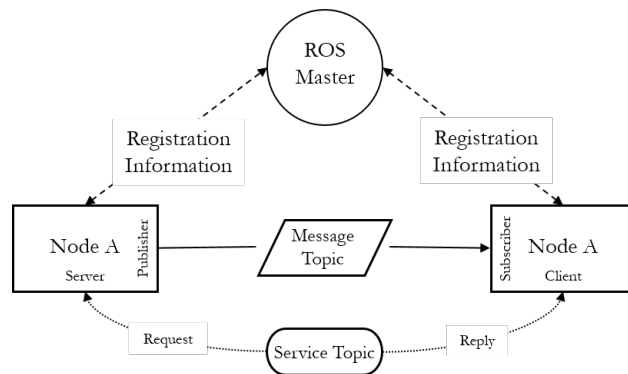 ROS
Master
Registration
Information
Registration
Information
Node A
Publisher
Server
Message
Topic
Subscriber
Node A
Client
Request
Service Topic
Reply